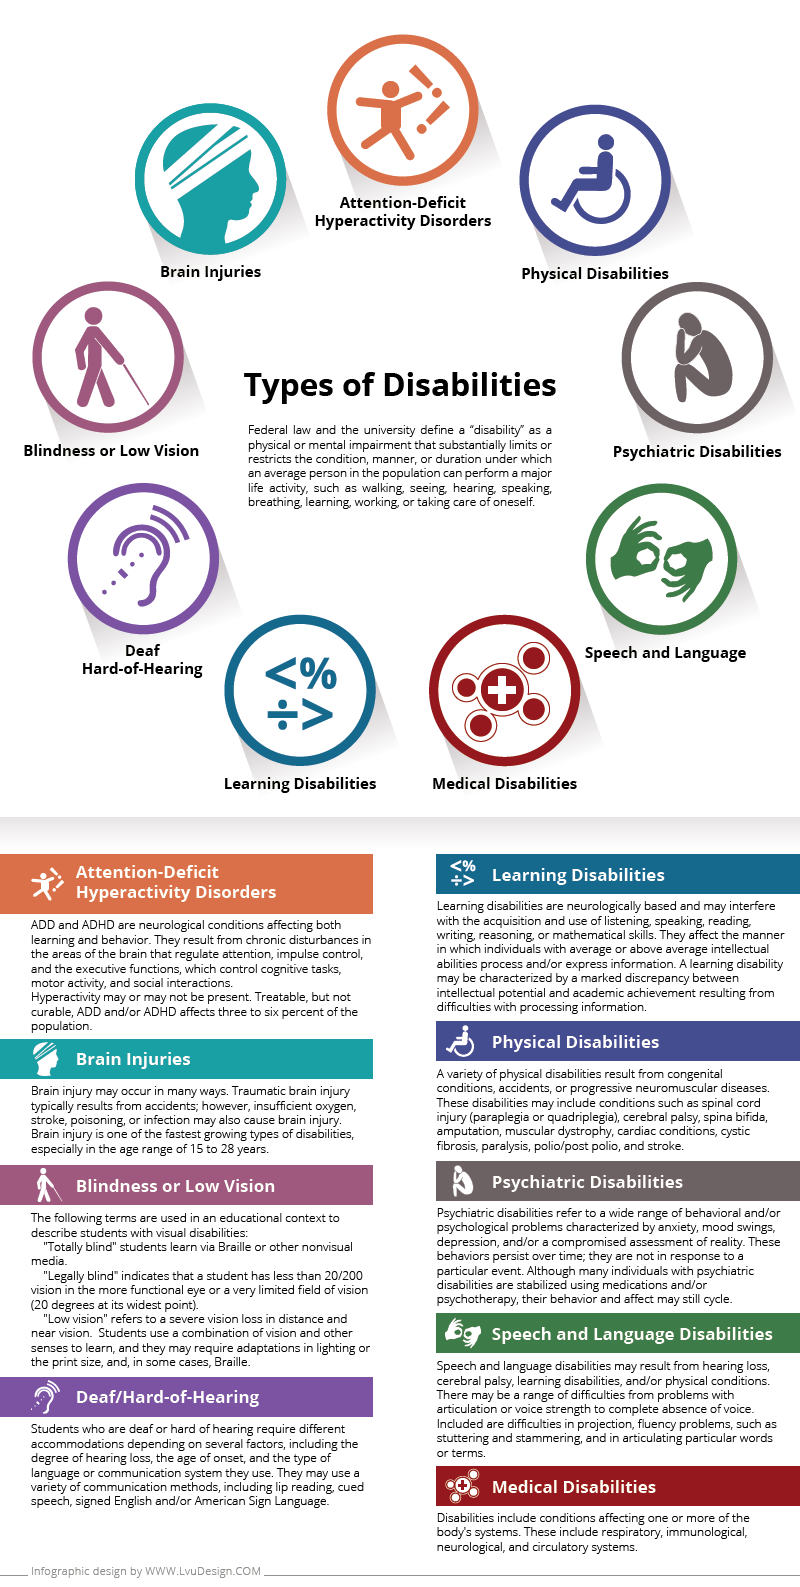 Attention-Deficit
Hyperactivity Disorders
Brain Injuries
Physical Disabilities
Blindness or Low Vision
Psychiatric Disabilities
Types of Disabilities
Federal law and the university define a “disability” as a
physical or mental impairment that substantially limits or
restricts the condition, manner, or duration under which
an average person in the population can perform a major
life activity, such as walking, seeing, hearing, speaking,
breathing, learning, working, or taking care of oneself.
Deaf
Hard-of-Hearing
Speech and Language
<%
÷>
Learning Disabilities
Medical Disabilities
Attention-Deficit
Hyperactivity Disorders
ADD and ADHD are neurological conditions affecting both
learning and behavior. They result from chronic disturbances in
the areas of the brain that regulate attention, impulse control,
and the executive functions, which control cognitive tasks,
motor activity, and social interactions.
Hyperactivity may or may not be present. Treatable, but not
curable, ADD and/or ADHD affects three to six percent of the
population.
Brain Injuries
Brain injury may occur in many ways. Traumatic brain injury
typically results from accidents; however, insufficient oxygen,
stroke, poisoning, or infection may also cause brain injury.
Brain injury is one of the fastest growing types of disabilities,
especially in the age range of 15 to 28 years.
Blindness or Low Vision
The following terms are used in an educational context to
describe students with visual disabilities:
"Totally blind" students learn via Braille or other nonvisual
media.
"Legally blind" indicates that a student has less than 20/200
vision in the more functional eye or a very limited field of vision
(20 degrees at its widest point).
"Low vision" refers to a severe vision loss in distance and
near vision. Students use a combination of vision and other
senses to learn, and they may require adaptations in lighting or
the print size, and, in some cases, Braille.
Deaf/Hard-of-Hearing
Students who are deaf or hard of hearing require different
accommodations depending on several factors, including the
degree of hearing loss, the age of onset, and the type of
language or communication system they use. They may use a
variety of communication methods, including lip reading, cued
speech, signed English and/or American Sign Language.
<%
÷>
Learning Disabilities
Learning disabilities are neurologically based and may interfere
with the acquisition and use of listening, speaking, reading,
writing, reasoning, or mathematical skills. They affect the manner
in which individuals with average or above average intellectual
abilities process and/or express information. A learning disability
may be characterized by a marked discrepancy between
intellectual potential and academic achievement resulting from
difficulties with processing information.
Physical Disabilities
A variety of physical disabilities result from congenital
conditions, accidents, or progressive neuromuscular diseases.
These disabilities may include conditions such as spinal cord
injury (paraplegia or quadriplegia), cerebral palsy, spina bifida,
amputation, muscular dystrophy, cardiac conditions, cystic
fibrosis, paralysis, polio/post polio, and stroke.
Psychiatric Disabilities
Psychiatric disabilities refer to a wide range of behavioral and/or
psychological problems characterized by anxiety, mood swings,
depression, and/or a compromised assessment of reality. These
behaviors persist over time; they are not in response to a
particular event. Although many individuals with psychiatric
disabilities are stabilized using medications and/or
psychotherapy, their behavior and affect may still cycle.
Speech and Language Disabilities
Speech and language disabilities may result from hearing loss,
cerebral palsy, learning disabilities, and/or physical conditions.
There may be a range of difficulties from problems with
articulation or voice strength to complete absence of voice.
Included are difficulties in projection, fluency problems, such as
stuttering and stammering, and in articulating particular words
or terms.
Medical Disabilities
Disabilities include conditions affecting one or more of the
body's systems. These include respiratory, immunological,
neurological, and circulatory systems.
Infographic design by WWW.LvuDesign.COM